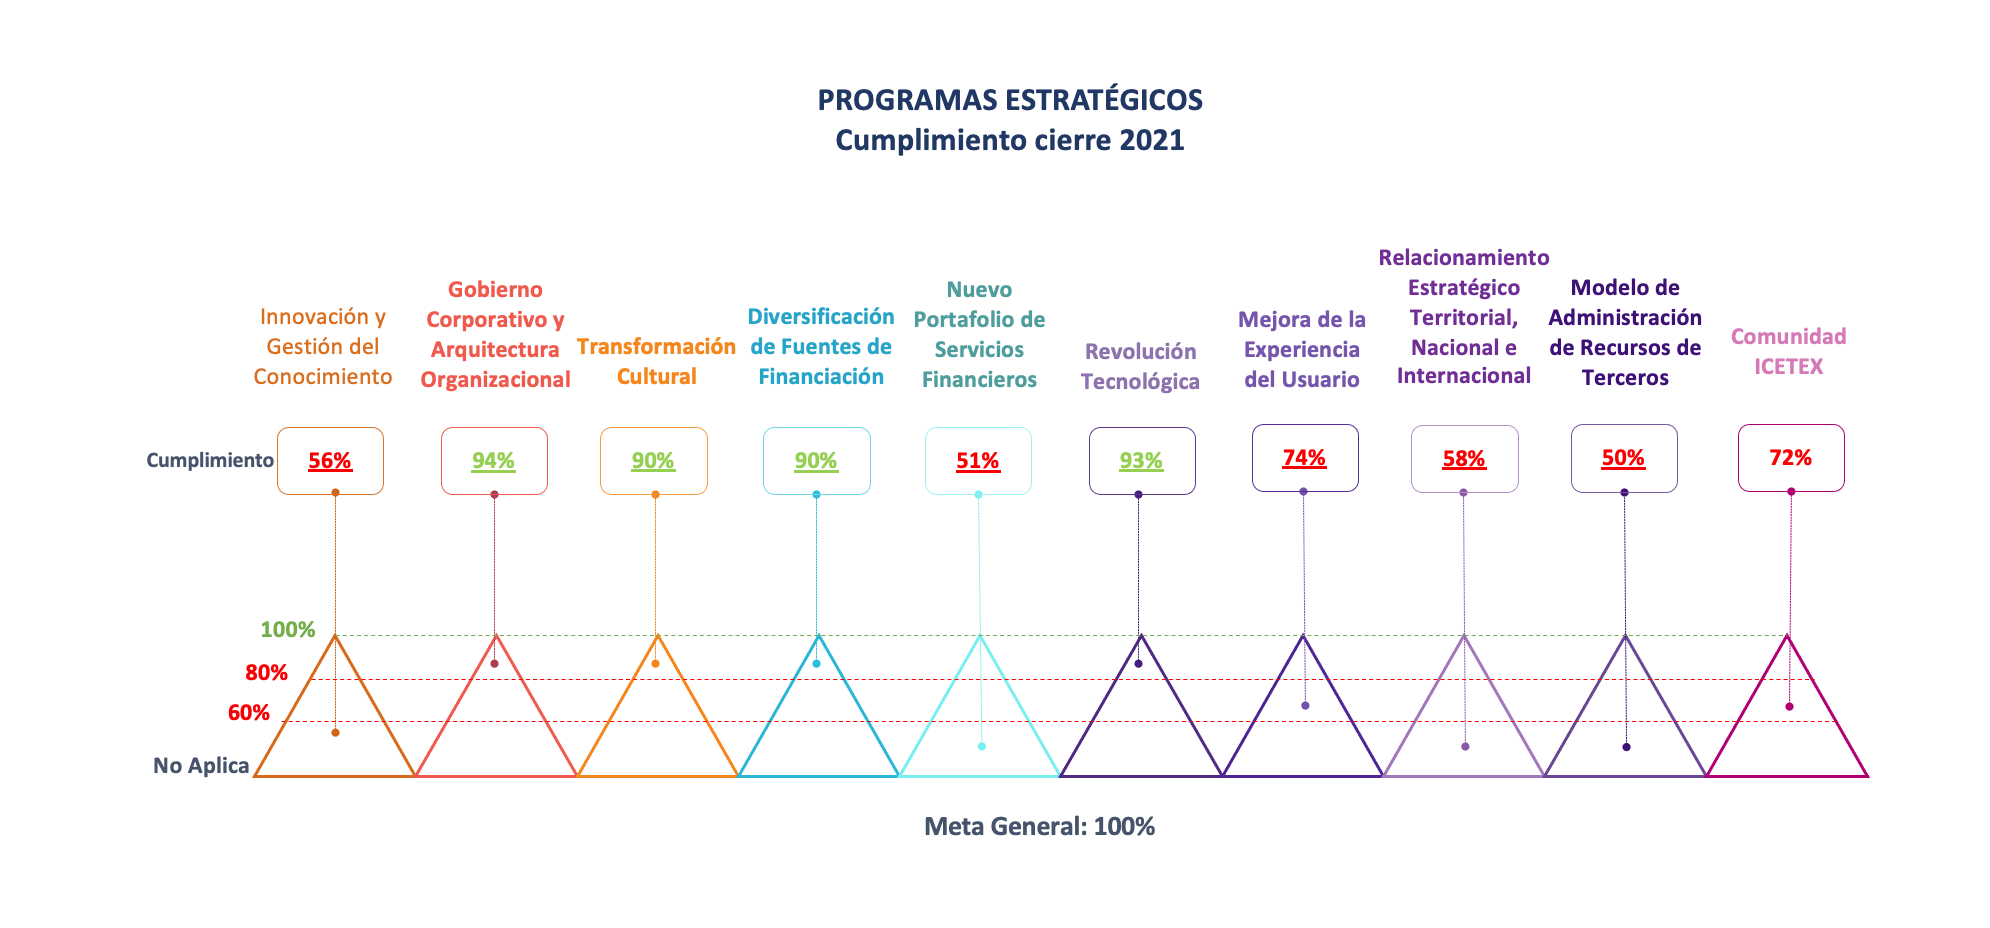 PROGRAMAS ESTRATÉGICOS
Cumplimiento cierre 2021
Innovación y
Gestión del
Conocimiento
Gobierno
Corporativo y
Arquitectura
Organizacional
Transformación
Cultural
Diversificación
de Fuentes de
Financiación
Nuevo
Portafolio de
Servicios
Financieros
Revolución
Tecnológica
Mejora de la
Experiencia
del Usuario
Relacionamiento
Estratégico
Territorial,
Nacional e
Internacional
Modelo de
Administración
de Recursos de
Terceros
Comunidad
ICETEX
Cumplimiento
56%
94%
90%
90%
51%
93%
74%
58%
50%
72%
100%
80%
60%
No Aplica
Meta General: 100%